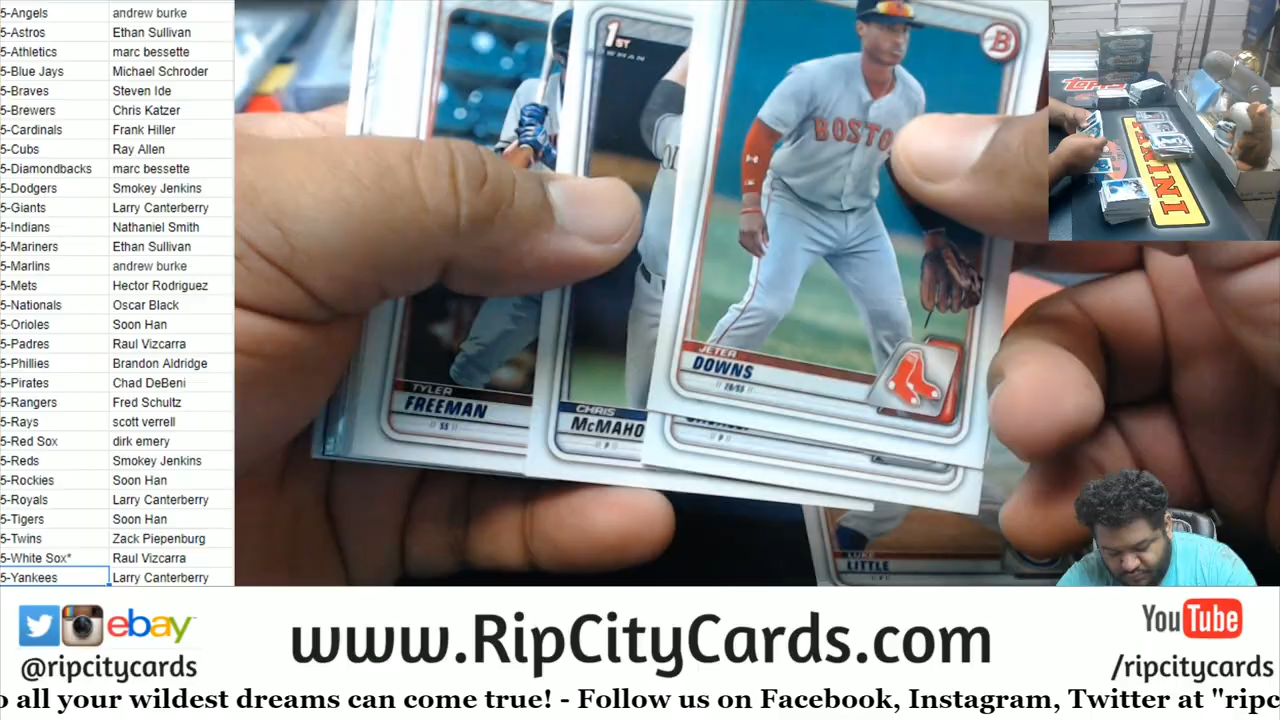 5-Angels andrew burke
5-Astros Ethan Sullivan
5-Athletics marc bessette
5-Blue Jays Michael Schroder
5-Braves Steven Ide
5-Brewers Chris Katzer
5-Cardinals Frank Hiller
5-Cubs Ray Allen
5-Diamondbacks marc bessette
5-Dodgers Smokey Jenkins
5-Giants Larry Canterberry
5-Indians Nathaniel Smith
5-Mariners Ethan Sullivan
5-Marlins andrew burke
5-Mets Hector Rodriguez
5-Nationals Oscar Black
5-Orioles Soon Han
5-Padres Raul Vizcarra
5-Phillies Brandon Aldridge
5-Pirates Chad DeBeni
5-Rangers Fred Schultz
5-Rays scott verrell
5-Red Sox dirk emery
5-Reds Smokey Jenkins
5-Rockies Soon Han
5-Royals Larry Canterberry
5-Tigers Soon Han
5-Twins Zack Piepenburg
5-White Sox* Raul Vizcarra
5-Yankees Larry Canterberry
1ST
B
BOSTO
JETER
DOWNS
2B/SS
TYLER
FREEMAN
SS
CHRIS
McMAHO
P
P
LUKE
LITTLE
TOPPS
PANINI
ebay
@ripcitycards
www.RipCityCards.com
YouTube
/ripcitycards
o all your wildest dreams can come true! - Follow us on Facebook, Instagram, Twitter at "ripc